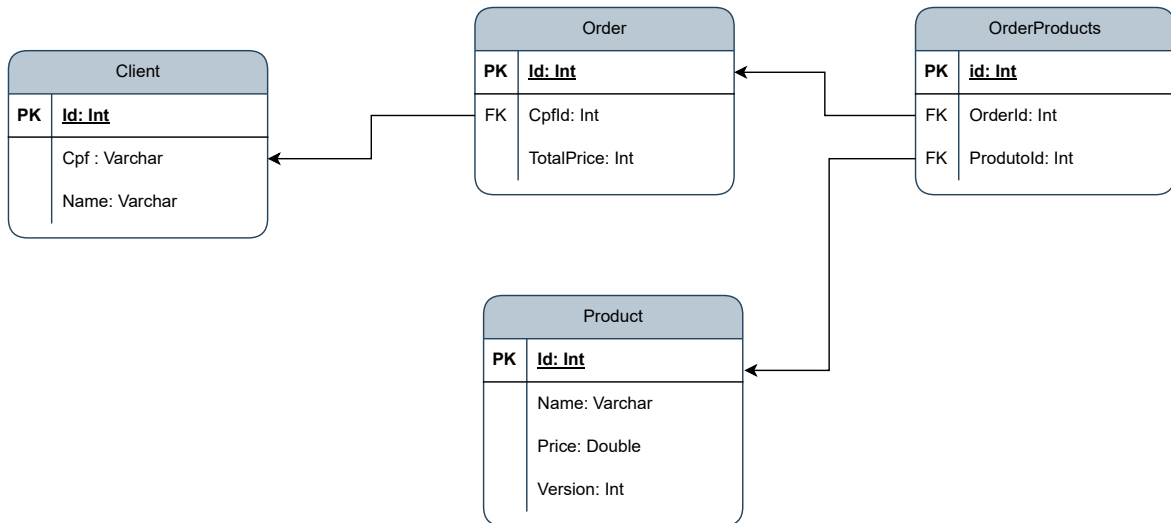 Client
PK Id: Int
Cpf : Varchar
Name: Varchar
Order
PK Id: Int
FK CpfId: Int
TotalPrice: Int
OrderProducts
PK id: Int
FK OrderId: Int
FK ProdutoId: Int
Product
PK Id: Int
Name: Varchar
Price: Double
Version: Int